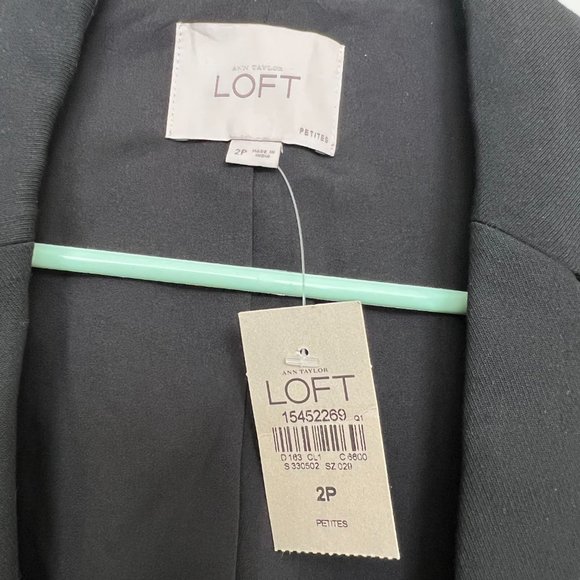 ANN TAYLOR
LOFT
PETITES
2P MADE IN INDIA
ANN TAYLOR
LOFT
15452269 Q1
D 163 CL1 C 6600
S 330502 SZ 020
2P
PETITES